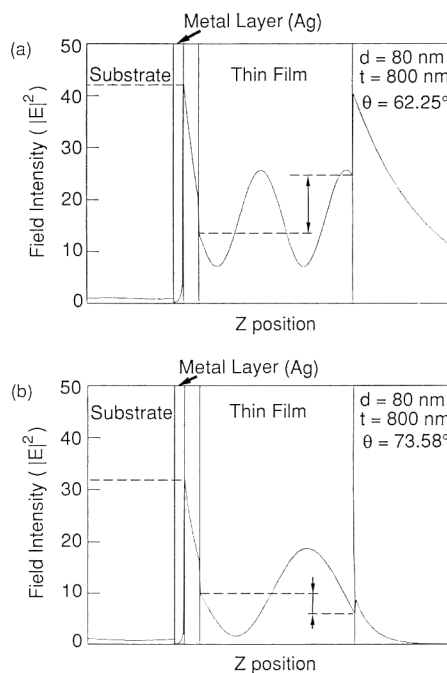 Metal Layer (Ag)
(a)
50
40
30
20
10
0
Field Intensity ( |E|²)
Substrate
Thin Film
d = 80 nm
t = 800 nm
θ = 62.25°
Z position
Metal Layer (Ag)
(b)
50
40
30
20
10
0
Field Intensity ( |E|²)
Substrate
Thin Film
d = 80 nm
t = 800 nm
θ = 73.58°
Z position